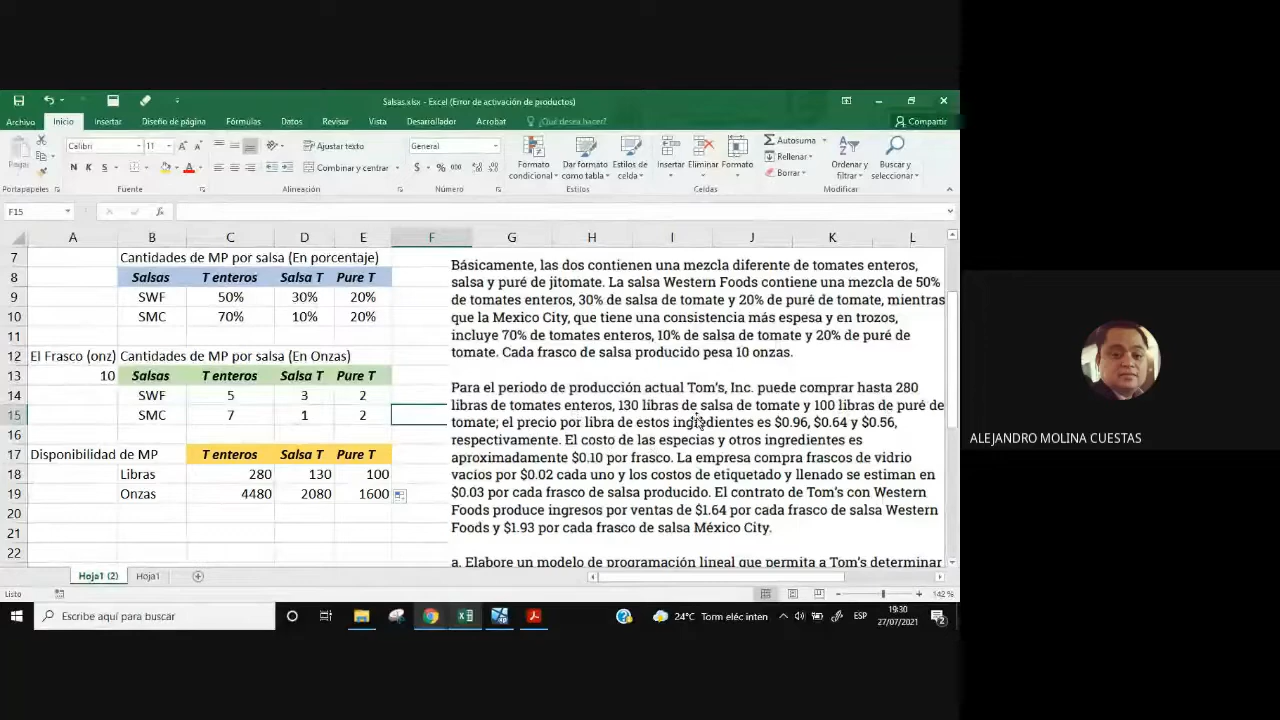 Salsas.xlsx - Excel (Error de activación de productos)
Archivo Inicio Insertar Diseño de página Fórmulas Datos Revisar Vista Desarrollador Acrobat ¿Qué desea hacer? Compartir
Pegar
Calibri 11
N K S
Ajustar texto
Combinar y centrar
General
$ % 000
Formato condicional
Dar formato como tabla
Estilos de celda
Insertar Eliminar Formato
Autosuma
Rellenar
Borrar
Ordenar y filtrar
Buscar y seleccionar
Portapapeles Fuente Alineación Número Estilos Celdas Modificar
F15 fx
A B C D E F G H I J K L
7 Cantidades de MP por salsa (En porcentaje)
8 Salsas T enteros Salsa T Pure T
9 SWF 50% 30% 20%
10 SMC 70% 10% 20%
11
12 El Frasco (onz) Cantidades de MP por salsa (En Onzas)
13 10 Salsas T enteros Salsa T Pure T
14 SWF 5 3 2
15 SMC 7 1 2
16
17 Disponibilidad de MP T enteros Salsa T Pure T
18 Libras 280 130 100
19 Onzas 4480 2080 1600
20
21
22
Básicamente, las dos contienen una mezcla diferente de tomates enteros,
salsa y puré de jitomate. La salsa Western Foods contiene una mezcla de 50%
de tomates enteros, 30% de salsa de tomate y 20% de puré de tomate, mientras
que la Mexico City, que tiene una consistencia más espesa y en trozos,
incluye 70% de tomates enteros, 10% de salsa de tomate y 20% de puré de
tomate. Cada frasco de salsa producido pesa 10 onzas.
Para el periodo de producción actual Tom's, Inc. puede comprar hasta 280
libras de tomates enteros, 130 libras de salsa de tomate y 100 libras de puré de
tomate; el precio por libra de estos ingredientes es $0.96, $0.64 y $0.56,
respectivamente. El costo de las especias y otros ingredientes es
aproximadamente $0.10 por frasco. La empresa compra frascos de vidrio
vacíos por $0.02 cada uno y los costos de etiquetado y llenado se estiman en
$0.03 por cada frasco de salsa producido. El contrato de Tom's con Western
Foods produce ingresos por ventas de $1.64 por cada frasco de salsa Western
Foods y $1.93 por cada frasco de salsa México City.
a. Elabore un modelo de programación lineal que permita a Tom's determinar
Hoja1 (2) Hoja1
Listo 142 %
Escribe aquí para buscar
24°C Torm eléc inten
ESP
19:30
27/07/2021
2
ALEJANDRO MOLINA CUESTAS